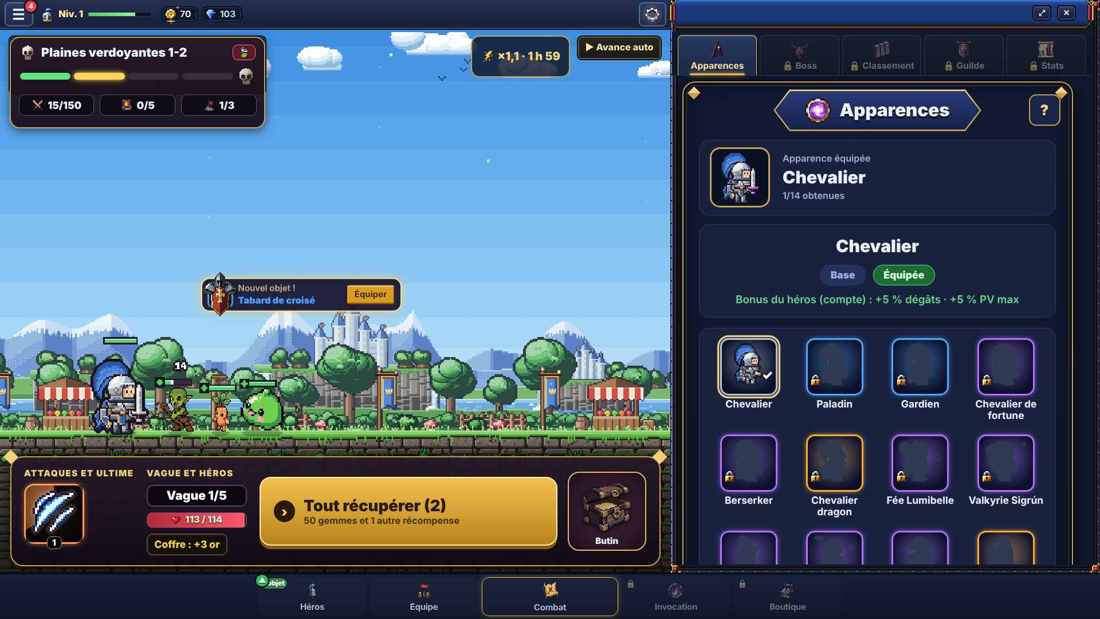 4
Niv. 1
70
103
Plaines verdoyantes 1-2
15/150
0/5
1/3
×1,1 · 1 h 59
Avance auto
Nouvel objet !
Tabard de croisé
Équiper
14
ATTAQUES ET ULTIME
1
VAGUE ET HÉROS
Vague 1/5
113 / 114
Coffre : +3 or
Tout récupérer (2)
50 gemmes et 1 autre récompense
Butin
objet
Héros
Équipe
Combat
Invocation
Boutique
Apparences
Boss
Classement
Guilde
Stats
Apparences
?
Apparence équipée
Chevalier
1/14 obtenues
Chevalier
Base
Équipée
Bonus du héros (compte) : +5 % dégâts · +5 % PV max
Chevalier
Paladin
Gardien
Chevalier de
fortune
Berserker
Chevalier
dragon
Fée Lumibelle
Valkyrie Sigrún